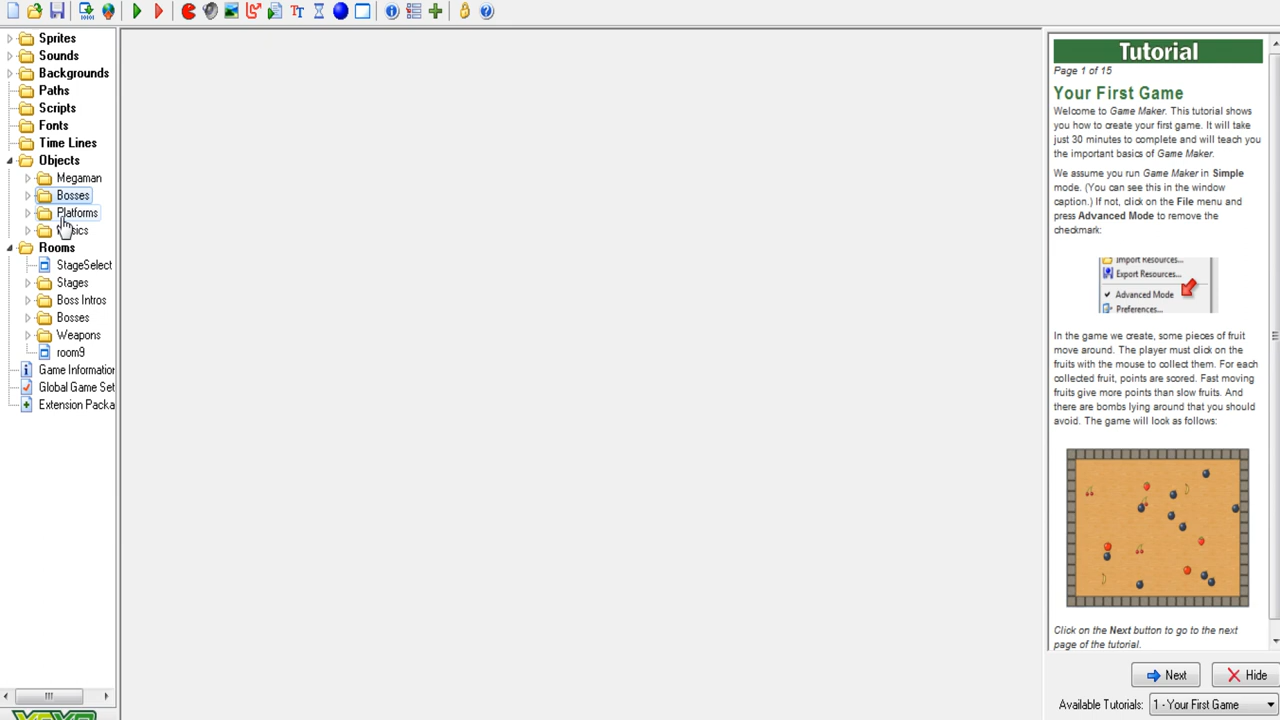 Sprites
Sounds
Backgrounds
Paths
Scripts
Fonts
Time Lines
Objects
Megaman
Bosses
Platforms
Rooms
StageSelect
Stages
Boss Intros
Bosses
Weapons
room9
Game Information
Global Game Set
Extension Packa
Tutorial
Page 1 of 15
Your First Game
Welcome to Game Maker. This tutorial shows
you how to create your first game. It will take
just 30 minutes to complete and will teach you
the important basics of Game Maker.
We assume you run Game Maker in Simple
mode. (You can see this in the window
caption.) If not, click on the File menu and
press Advanced Mode to remove the
checkmark:
Import Resources...
Export Resources...
Advanced Mode
Preferences...
In the game we create, some pieces of fruit
move around. The player must click on the
fruits with the mouse to collect them. For each
collected fruit, points are scored. Fast moving
fruits give more points than slow fruits. And
there are bombs lying around that you should
avoid. The game will look as follows:
Click on the Next button to go to the next
page of the tutorial.
Next
Hide
Available Tutorials:
1 - Your First Game